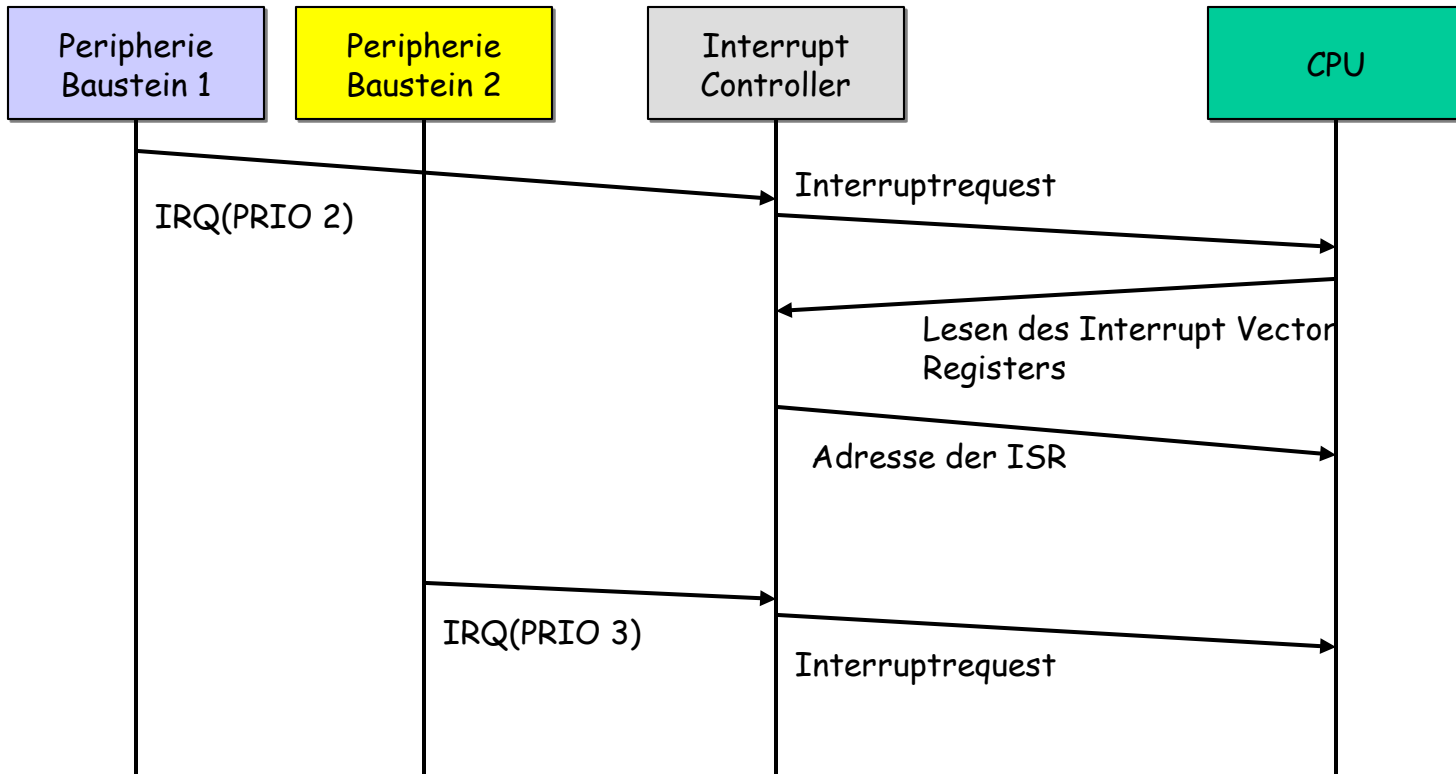 Peripherie
Baustein 1
Peripherie
Baustein 2
Interrupt
Controller
CPU
Interruptrequest
IRQ(PRIO 2)
Lesen des Interrupt Vector
Registers
Adresse der ISR
IRQ(PRIO 3)
Interruptrequest